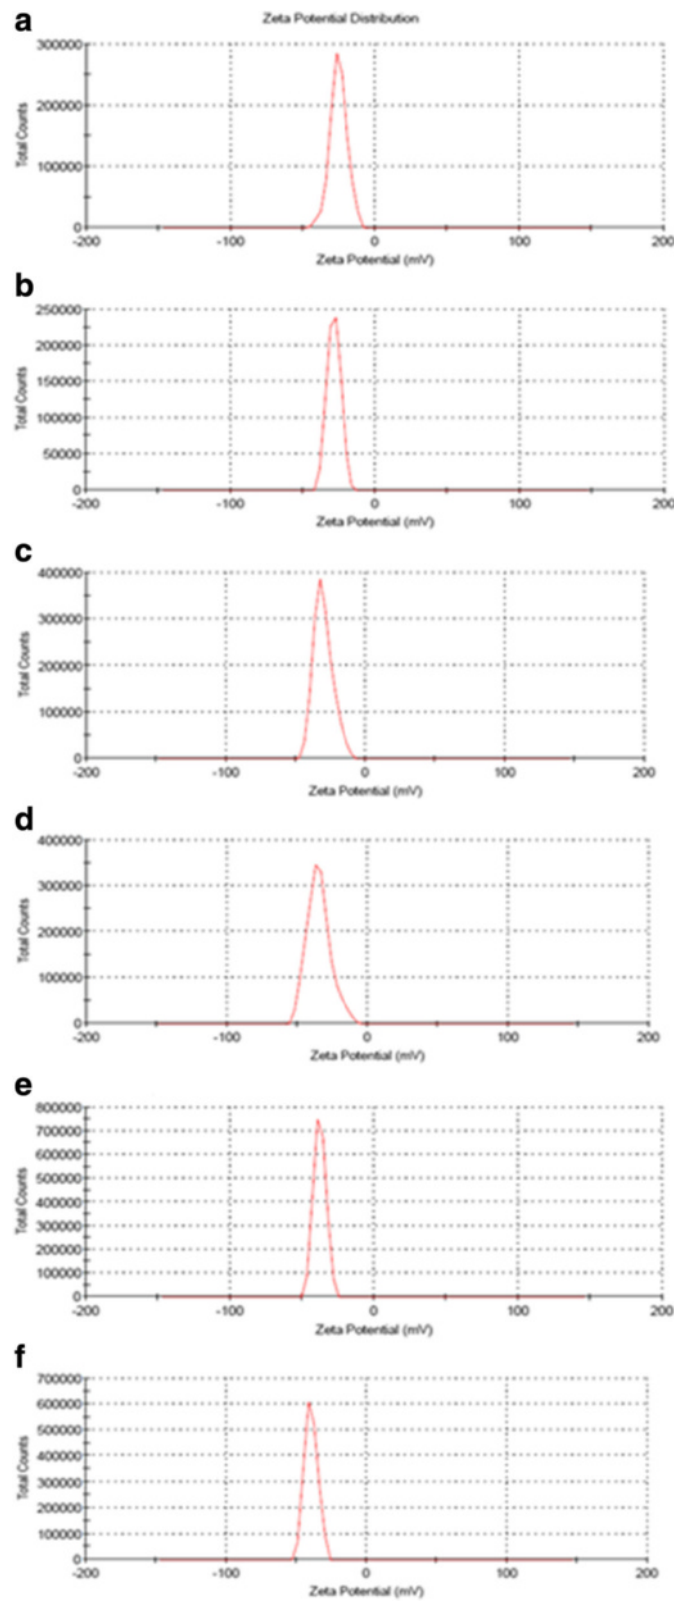 a
Zeta Potential Distribution
300000
200000
100000
0
Total Counts
-200 -100 0 100 200
Zeta Potential (mV)
b
250000
200000
150000
100000
50000
0
Total Counts
-200 -100 0 100 200
Zeta Potential (mV)
c
400000
300000
200000
100000
0
Total Counts
-200 -100 0 100 200
Zeta Potential (mV)
d
400000
300000
200000
100000
0
Total Counts
-200 -100 0 100 200
Zeta Potential (mV)
e
800000
700000
600000
500000
400000
300000
200000
100000
0
Total Counts
-200 -100 0 100 200
Zeta Potential (mV)
f
700000
600000
500000
400000
300000
200000
100000
0
Total Counts
-200 -100 0 100 200
Zeta Potential (mV)